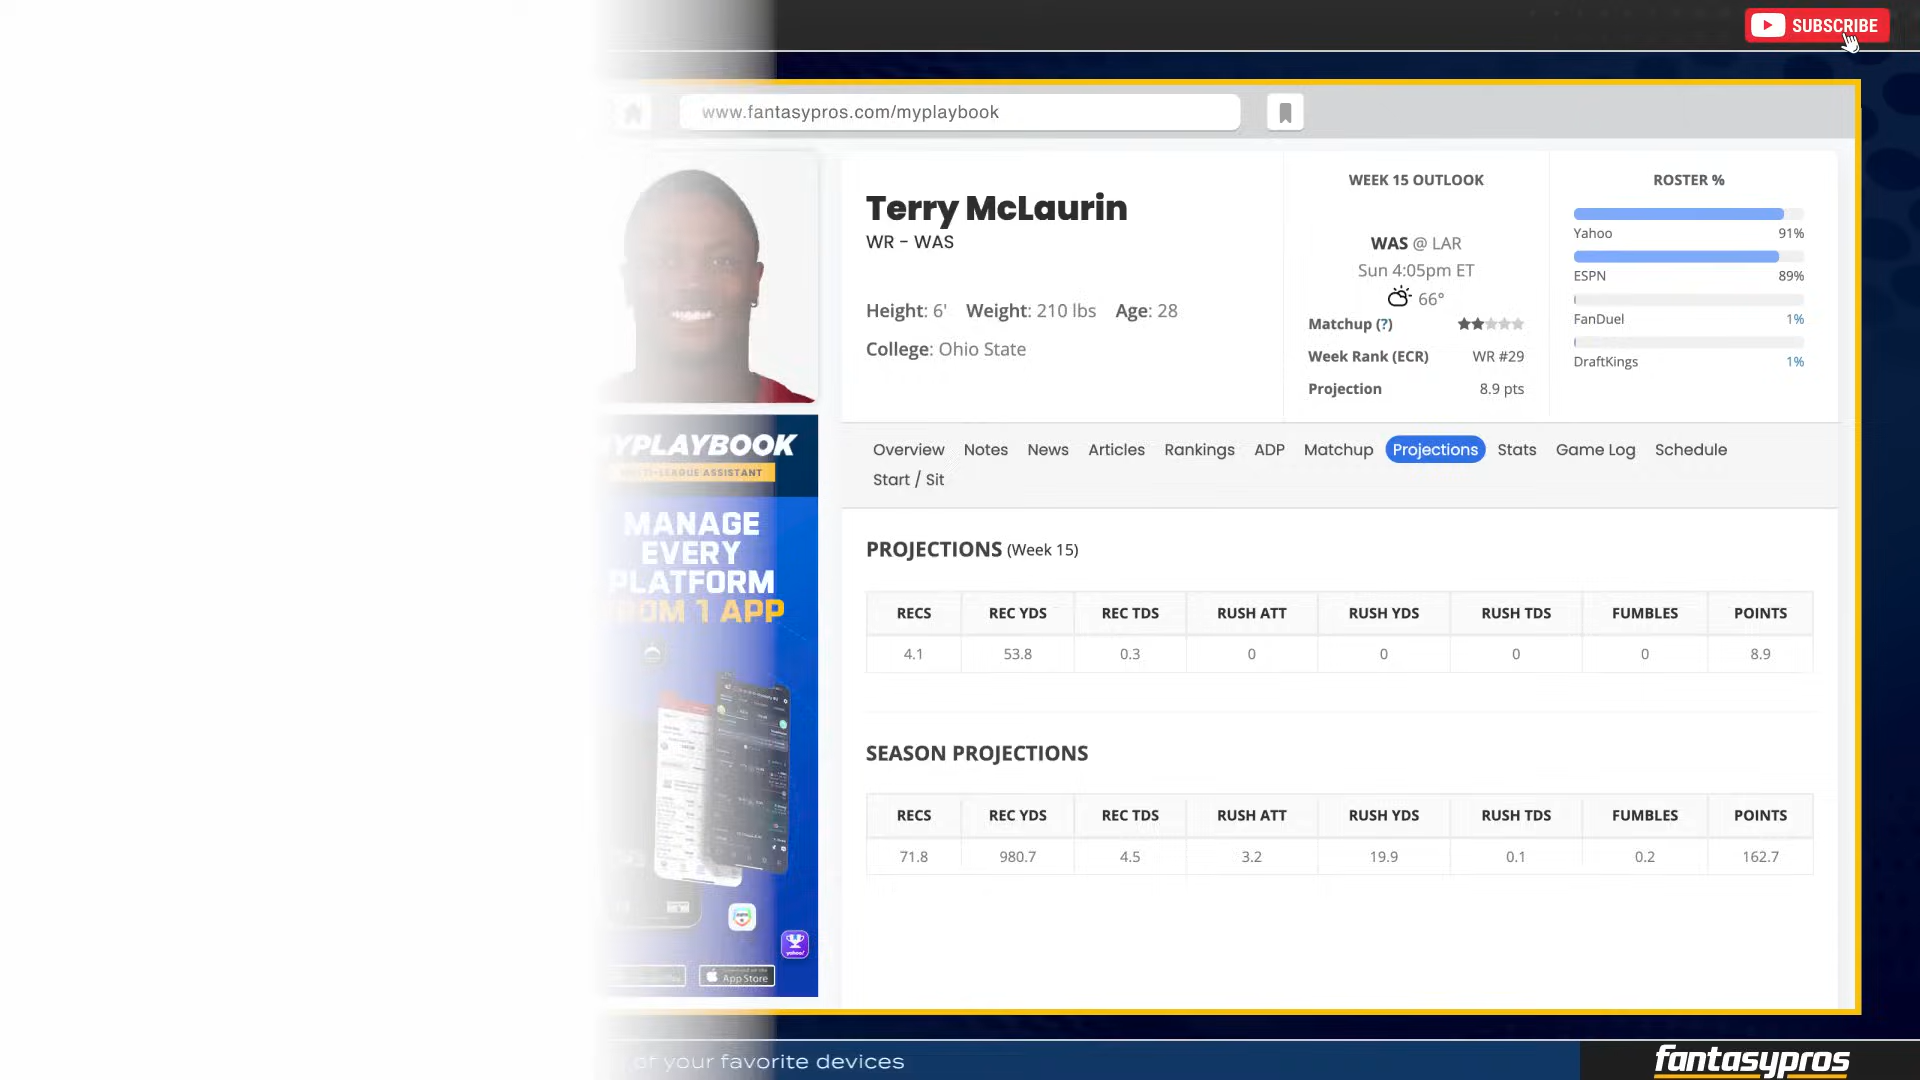 SUBSCRIBE
www.fantasypros.com/myplaybook
Terry McLaurin
WR - WAS
Height: 6' Weight: 210 lbs Age: 28
College: Ohio State
WEEK 15 OUTLOOK
WAS @ LAR
Sun 4:05pm ET
66°
Matchup (?)
Week Rank (ECR) WR #29
Projection 8.9 pts
ROSTER %
Yahoo 91%
ESPN 89%
FanDuel 1%
DraftKings 1%
MYPLAYBOOK
MULTI-LEAGUE ASSISTANT
MANAGE
EVERY
PLATFORM
FROM 1 APP
yahoo!
App Store
Overview Notes News Articles Rankings ADP Matchup Projections Stats Game Log Schedule
Start / Sit
PROJECTIONS (Week 15)
RECS REC YDS REC TDS RUSH ATT RUSH YDS RUSH TDS FUMBLES POINTS
4.1 53.8 0.3 0 0 0 0 8.9
SEASON PROJECTIONS
RECS REC YDS REC TDS RUSH ATT RUSH YDS RUSH TDS FUMBLES POINTS
71.8 980.7 4.5 3.2 19.9 0.1 0.2 162.7
of your favorite devices
fantasypros